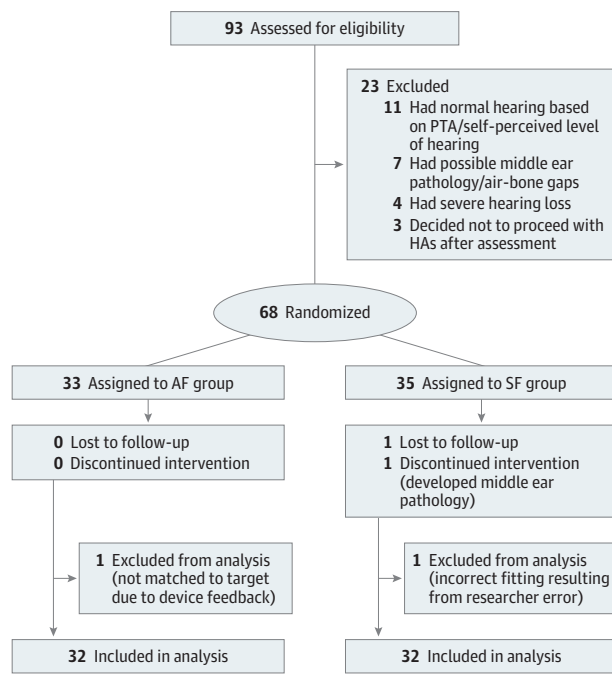 93 Assessed for eligibility
23 Excluded
11 Had normal hearing based
on PTA/self-perceived level
of hearing
7 Had possible middle ear
pathology/air-bone gaps
4 Had severe hearing loss
3 Decided not to proceed with
HAs after assessment
68 Randomized
33 Assigned to AF group
35 Assigned to SF group
0 Lost to follow-up
0 Discontinued intervention
1 Lost to follow-up
1 Discontinued intervention
(developed middle ear
pathology)
1 Excluded from analysis
(not matched to target
due to device feedback)
1 Excluded from analysis
(incorrect fitting resulting
from researcher error)
32 Included in analysis
32 Included in analysis